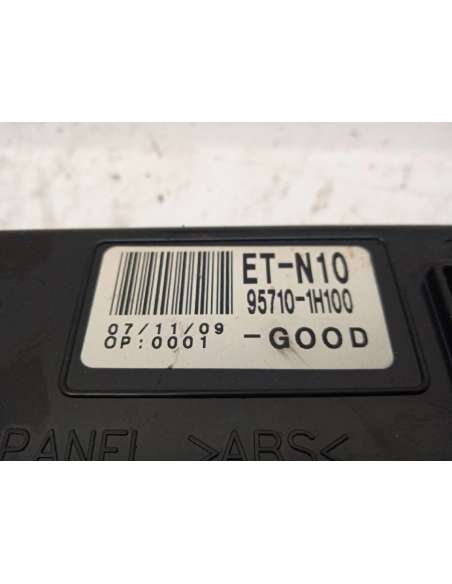 ET-N10
95710-1H100
07/11/09
OP:0001 -GOOD
PANEL >ABS<